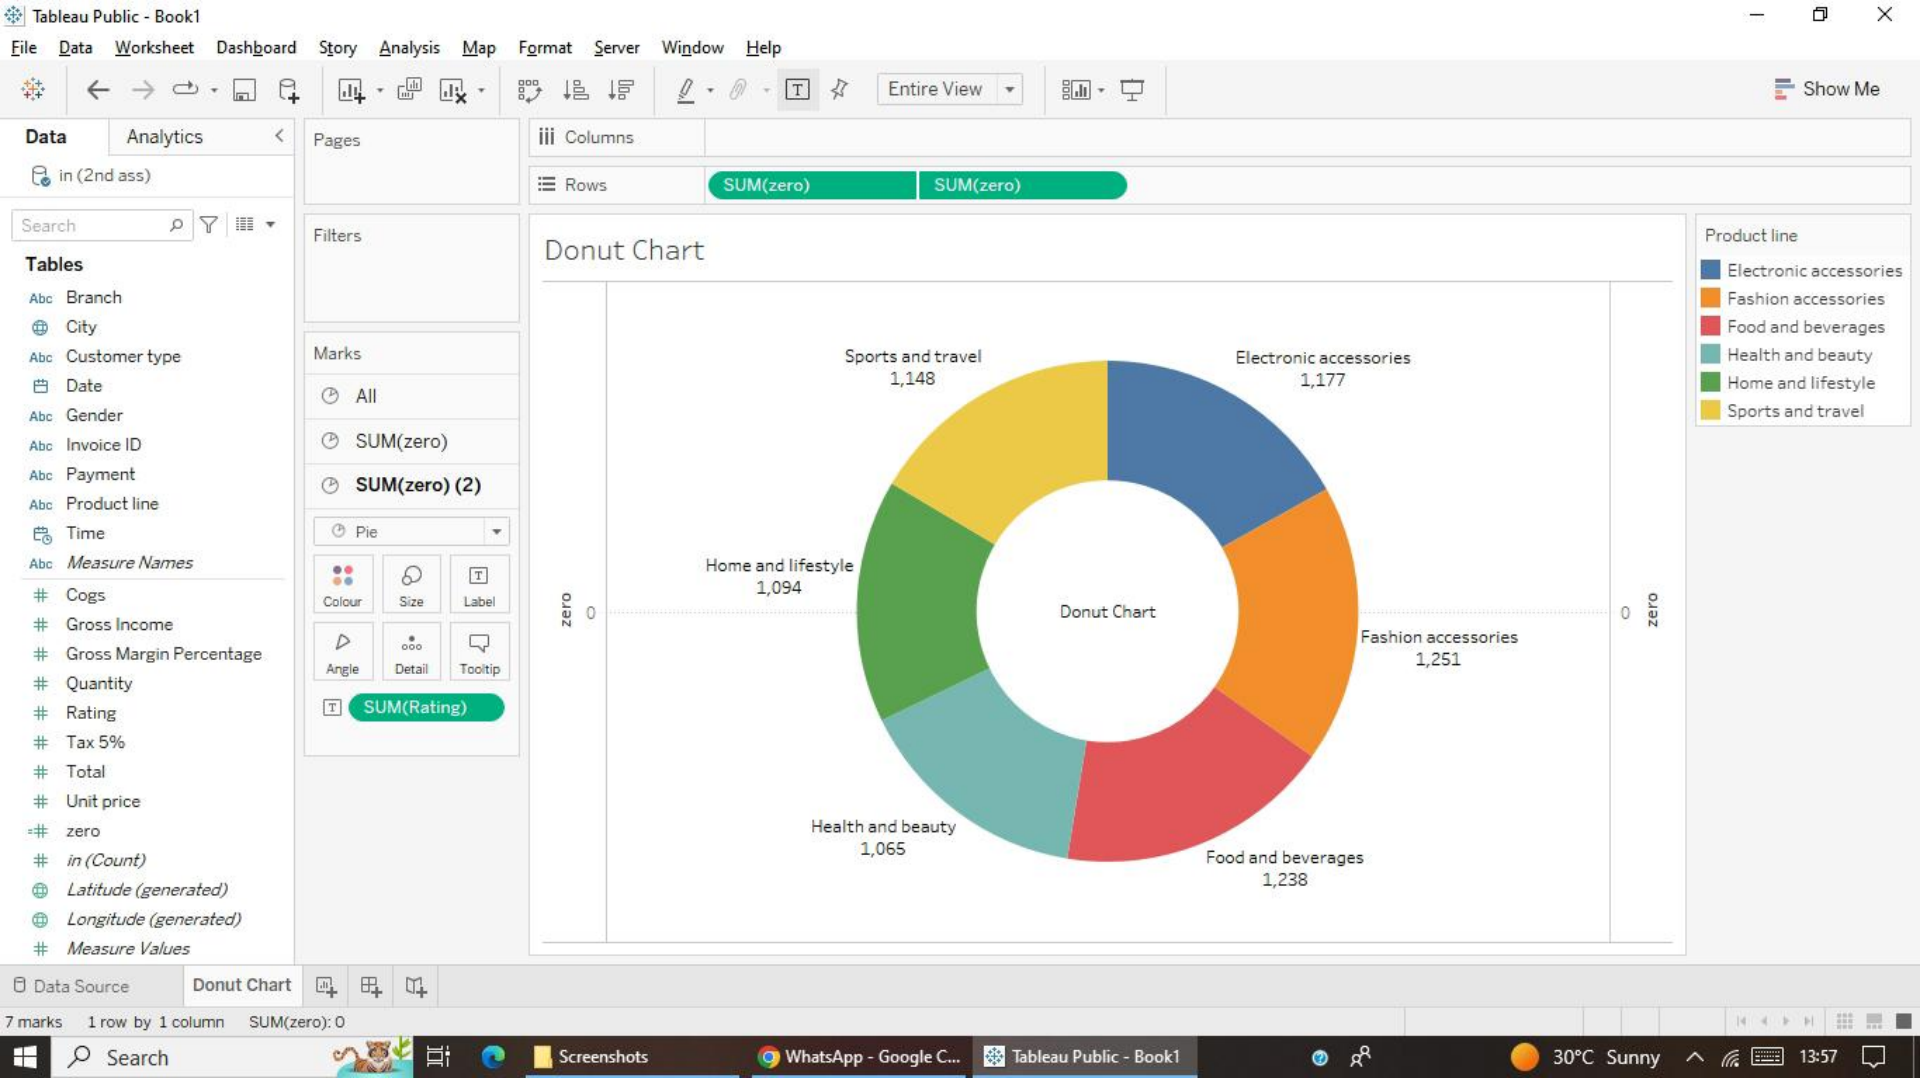 Tableau Public - Book1
File Data Worksheet Dashboard Story Analysis Map Format Server Window Help
Entire View
Show Me
Data Analytics
Pages
Columns
in (2nd ass)
Rows
SUM(zero) SUM(zero)
Search
Filters
Donut Chart
Product line
Electronic accessories
Fashion accessories
Food and beverages
Health and beauty
Home and lifestyle
Sports and travel
Tables
Abc Branch
City
Abc Customer type
Date
Abc Gender
Abc Invoice ID
Abc Payment
Abc Product line
Time
Abc Measure Names
# Cogs
# Gross Income
# Gross Margin Percentage
# Quantity
# Rating
# Tax 5%
# Total
# Unit price
=# zero
# in (Count)
Latitude (generated)
Longitude (generated)
# Measure Values
Marks
All
SUM(zero)
SUM(zero) (2)
Pie
Colour Size T Label
Angle Detail Tooltip
T SUM(Rating)
Sports and travel
1,148
Electronic accessories
1,177
Home and lifestyle
1,094
zero
0
Donut Chart
0
zero
Fashion accessories
1,251
Health and beauty
1,065
Food and beverages
1,238
Data Source Donut Chart
7 marks 1 row by 1 column SUM(zero): 0
Search
Screenshots
WhatsApp - Google C...
Tableau Public - Book1
30°C Sunny
13:57